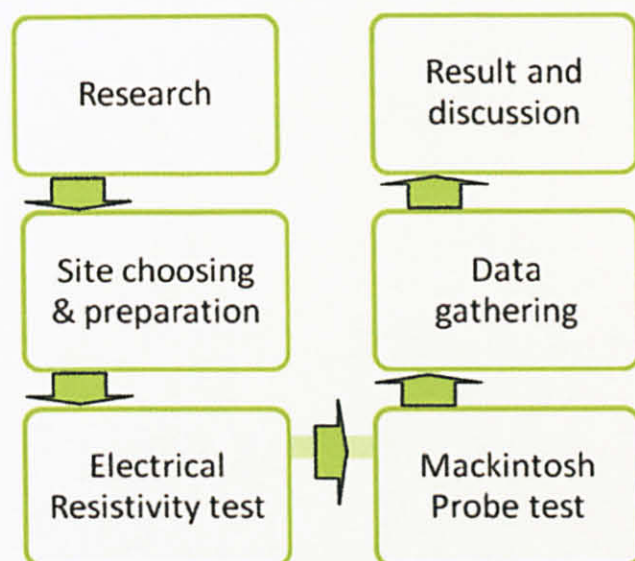 Research
Site choosing
& preparation
Electrical
Resistivity test
Mackintosh
Probe test
Data
gathering
Result and
discussion